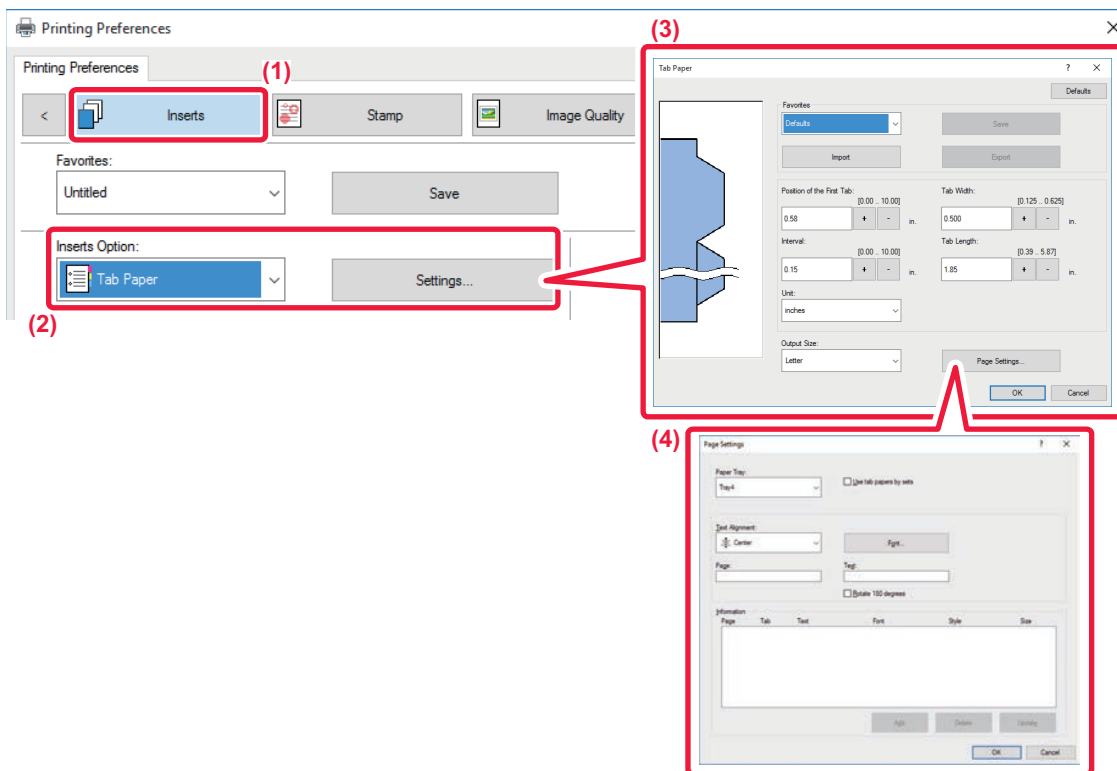 Printing Preferences
(3)
Printing Preferences
(1)
<
Inserts
Stamp
Image Quality
Favorites:
Untitled
Save
Inserts Option:
Tab Paper
Settings...
(2)
Tab Paper
?
Defaults
Favorites
Defaults
Save
Import
Export
Position of the First Tab:
[0.00 .. 10.00]
0.58
+ -
in.
Tab Width:
[0.125 .. 0.625]
0.500
+ -
in.
Interval:
[0.00 .. 10.00]
0.15
+ -
in.
Tab Length:
[0.39 .. 5.87]
1.85
+ -
in.
Unit:
inches
Output Size:
Letter
Page Settings...
OK
Cancel
(4)
Page Settings
?
Paper Tray:
Tray4
Use tab papers by sets
Text Alignment:
Center
Font...
Page:
Text:
Rotate 180 degrees
Information
Page Tab Text Font Style Size
Add
Delete
Update
OK
Cancel